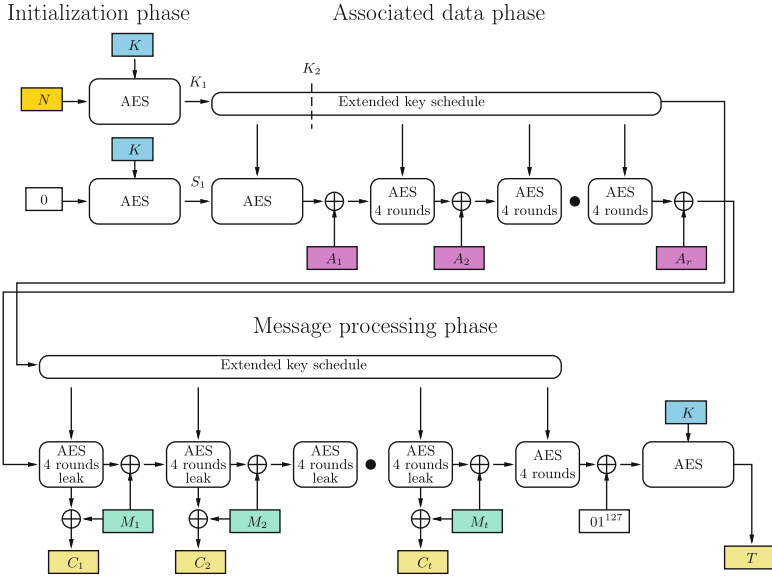 Initialization phase
Associated data phase
K
N
AES
K₁
K₂
Extended key schedule
K
0
AES
S₁
AES
AES
4 rounds
AES
4 rounds
AES
4 rounds
A₁
A₂
Aᵣ
Message processing phase
Extended key schedule
K
AES
4 rounds
leak
AES
4 rounds
leak
AES
4 rounds
leak
AES
4 rounds
leak
AES
4 rounds
AES
M₁
M₂
Mₜ
01¹²⁷
C₁
C₂
Cₜ
T